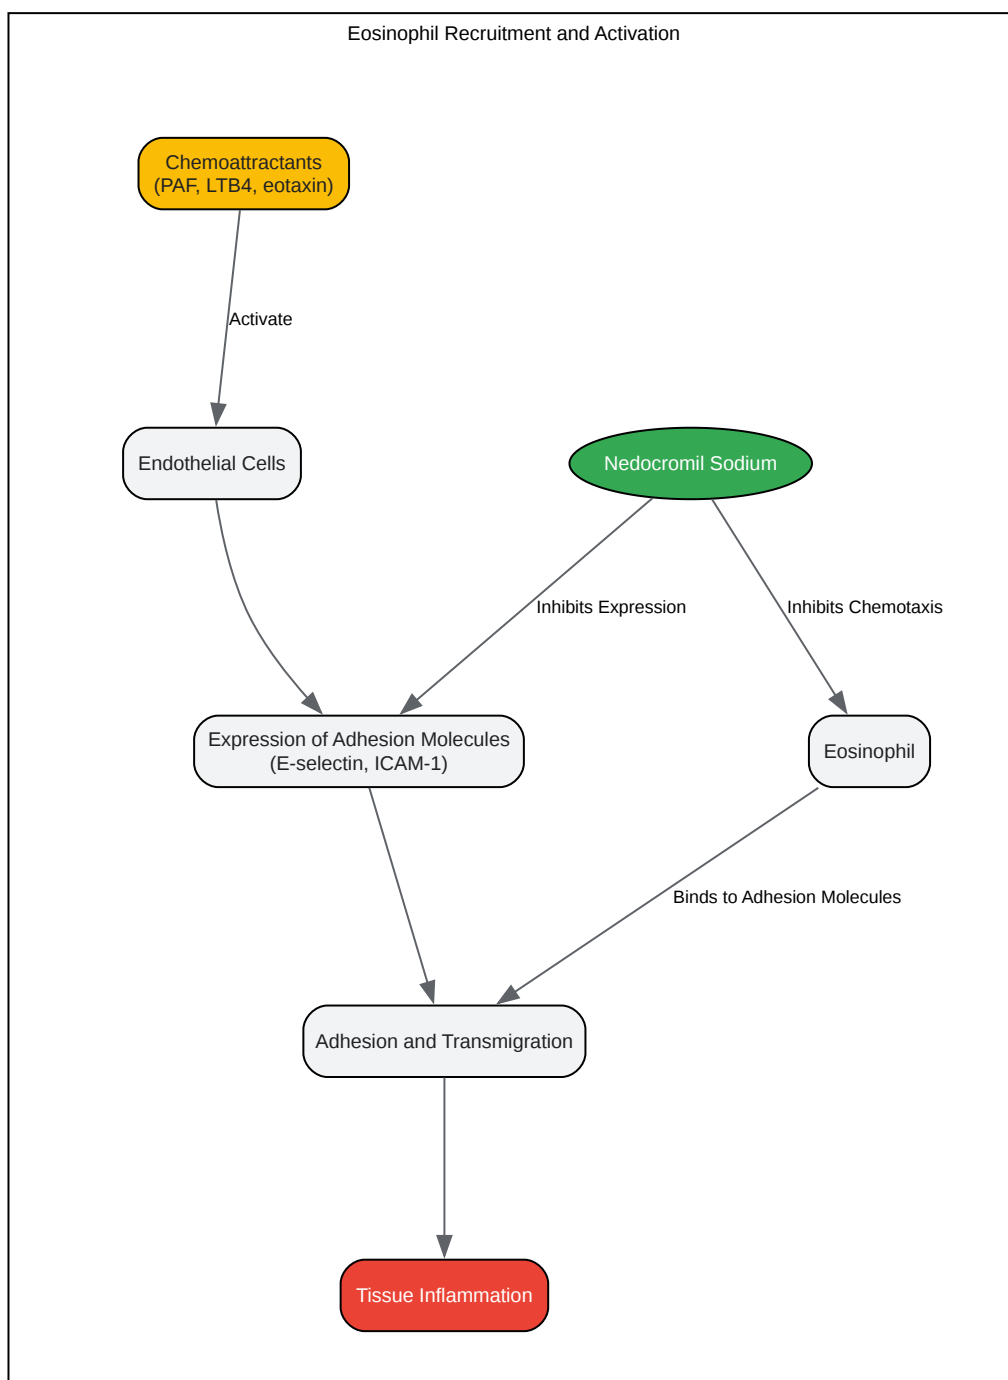 Eosinophil Recruitment and Activation
Chemoattractants
(PAF, LTB4, eotaxin)
Activate
Endothelial Cells
Nedocromil Sodium
Inhibits Expression
Inhibits Chemotaxis
Expression of Adhesion Molecules
(E-selectin, ICAM-1)
Eosinophil
Binds to Adhesion Molecules
Adhesion and Transmigration
Tissue Inflammation